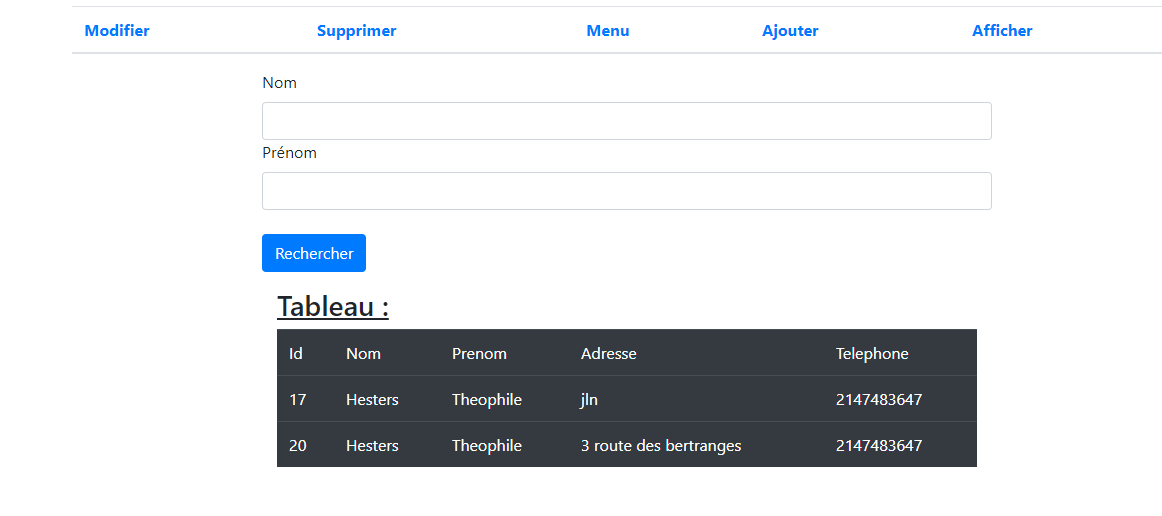 Modifier Supprimer Menu Ajouter Afficher
Nom
Prénom
Rechercher
Tableau :
Id Nom Prenom Adresse Telephone
17 Hesters Theophile jln 2147483647
20 Hesters Theophile 3 route des bertranges 2147483647